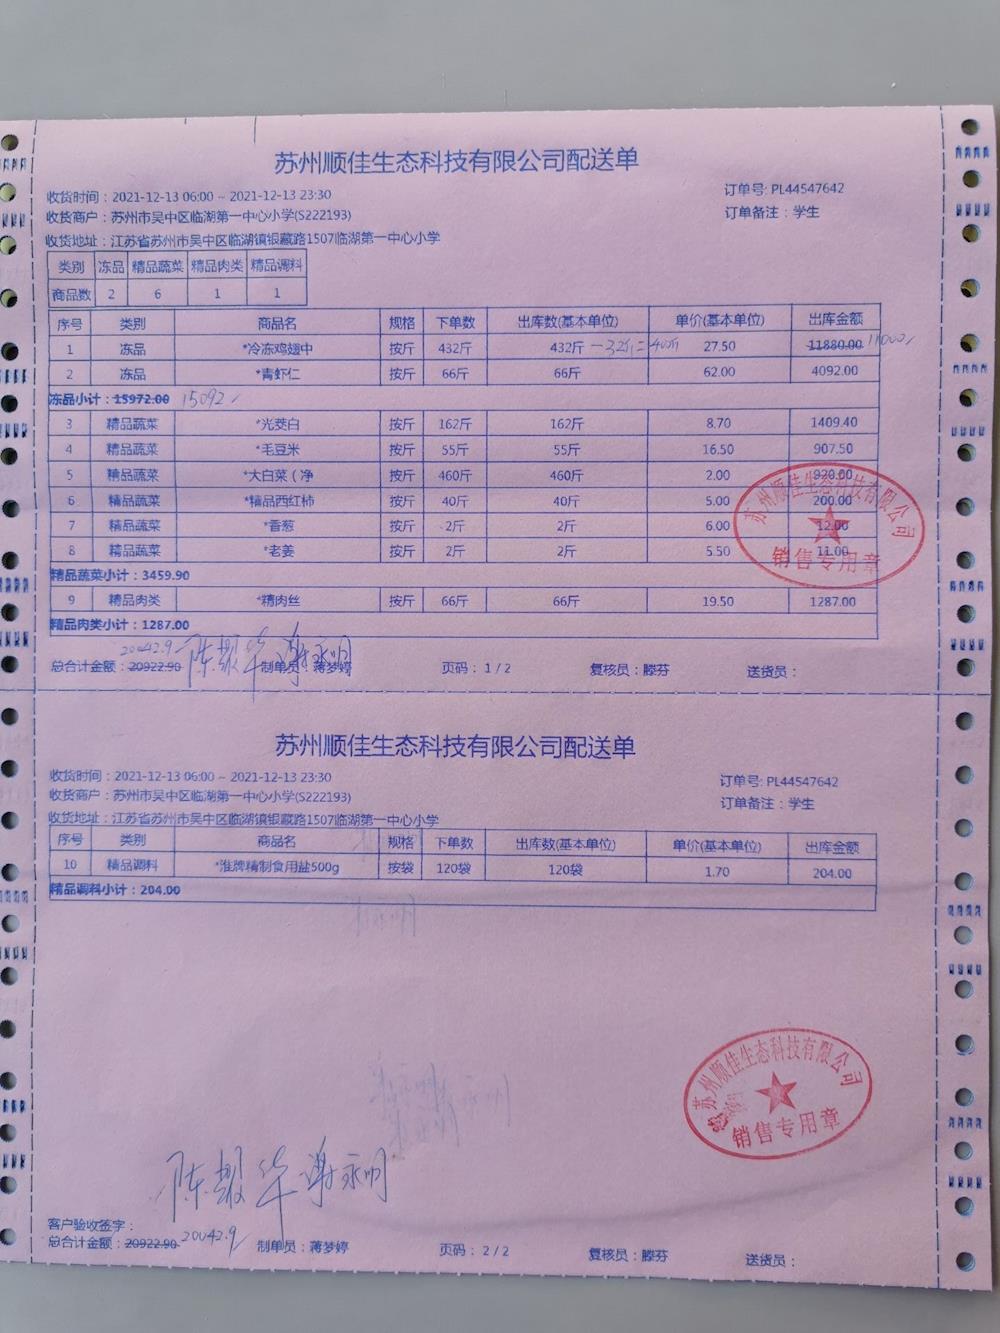 苏州顺佳生态科技有限公司配送单
收货时间：2021-12-13 06:00 ~ 2021-12-13 23:30
订单号: PL44547642
收货商户：苏州市吴中区临湖第一中心小学(S222193)
订单备注：学生
收货地址：江苏省苏州市吴中区临湖镇银藏路1507临湖第一中心小学
类别 冻品 精品蔬菜 精品肉类 精品调料
商品数 2 6 1 1
序号 类别 商品名 规格 下单数 出库数(基本单位) 单价(基本单位) 出库金额
1 冻品 *冷冻鸡翅中 按斤 432斤 432斤 -32斤=400斤 27.50 11880.00 11000
2 冻品 *青虾仁 按斤 66斤 66斤 62.00 4092.00
冻品小计：15972.00 15092
3 精品蔬菜 *光茭白 按斤 162斤 162斤 8.70 1409.40
4 精品蔬菜 *毛豆米 按斤 55斤 55斤 16.50 907.50
5 精品蔬菜 *大白菜（净 按斤 460斤 460斤 2.00 920.00
6 精品蔬菜 *精品西红柿 按斤 40斤 40斤 5.00 200.00
7 精品蔬菜 *香葱 按斤 2斤 2斤 6.00 12.00
8 精品蔬菜 *老姜 按斤 2斤 2斤 5.50 11.00
苏州顺佳生态科技有限公司
销售专用章
精品蔬菜小计：3459.90
9 精品肉类 *精肉丝 按斤 66斤 66斤 19.50 1287.00
精品肉类小计：1287.00
20042.9 陈靓华 谢永明
总合计金额：20922.90 制单员：蒋梦婷 页码：1 / 2 复核员：滕芬 送货员：
苏州顺佳生态科技有限公司配送单
收货时间：2021-12-13 06:00 ~ 2021-12-13 23:30
订单号: PL44547642
收货商户：苏州市吴中区临湖第一中心小学(S222193)
订单备注：学生
收货地址：江苏省苏州市吴中区临湖镇银藏路1507临湖第一中心小学
序号 类别 商品名 规格 下单数 出库数(基本单位) 单价(基本单位) 出库金额
10 精品调料 *淮牌精制食用盐500g 按袋 120袋 120袋 1.70 204.00
精品调料小计：204.00
苏州顺佳生态科技有限公司
销售专用章
陈靓华 谢永明
客户验收签字：
总合计金额：20922.90 20042.9 制单员：蒋梦婷 页码：2 / 2 复核员：滕芬 送货员：